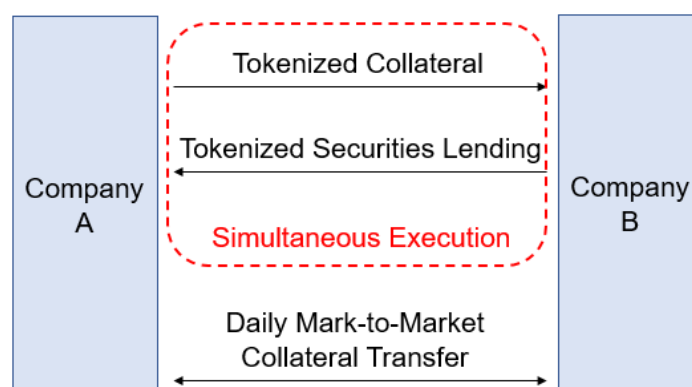 Tokenized Collateral
Tokenized Securities Lending
Company
A
Company
B
Simultaneous Execution
Daily Mark-to-Market
Collateral Transfer